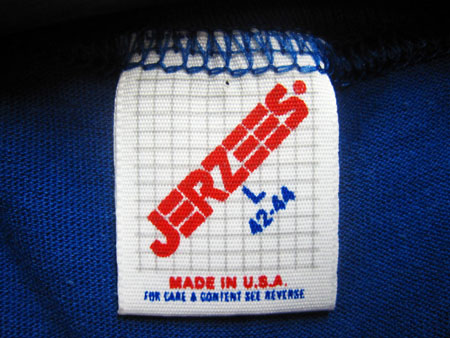 JERZEES
L
42-44
MADE IN U.S.A.
FOR CARE & CONTENT SEE REVERSE